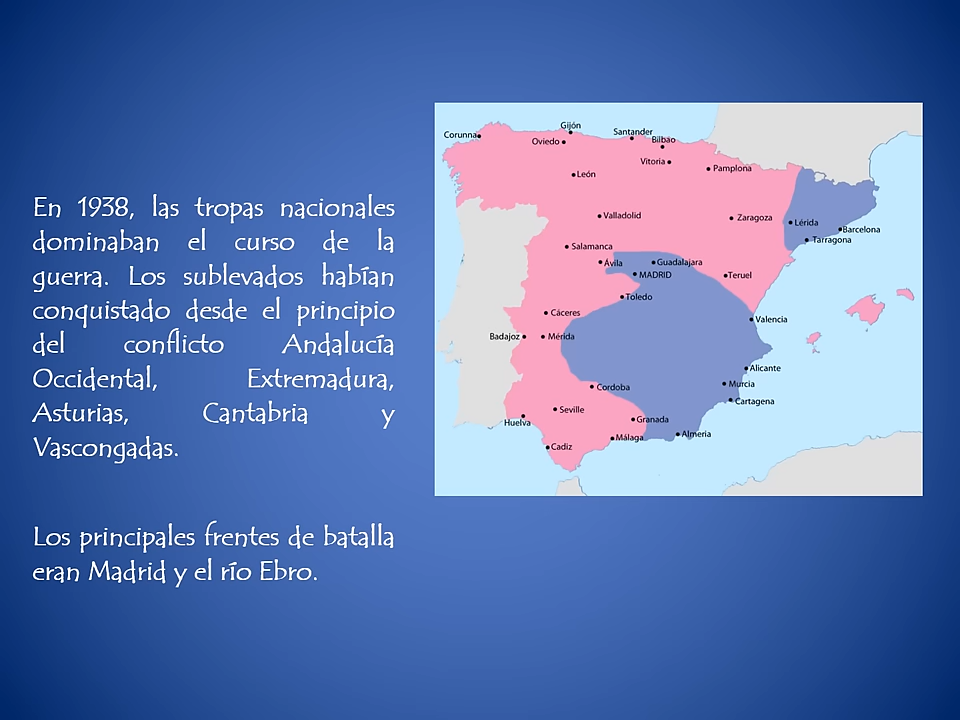 En 1938, las tropas nacionales
dominaban el curso de la
guerra. Los sublevados habían
conquistado desde el principio
del conflicto Andalucía
Occidental, Extremadura,
Asturias, Cantabria y
Vascongadas.
Los principales frentes de batalla
eran Madrid y el río Ebro.
Corunna
Gijón
Oviedo
Santander
Bilbao
Vitoria
Pamplona
León
Valladolid
Zaragoza
Lérida
Barcelona
Tarragona
Salamanca
Ávila
Guadalajara
MADRID
Teruel
Toledo
Cáceres
Valencia
Badajoz
Mérida
Alicante
Cordoba
Murcia
Cartagena
Seville
Huelva
Granada
Málaga
Almeria
Cadiz